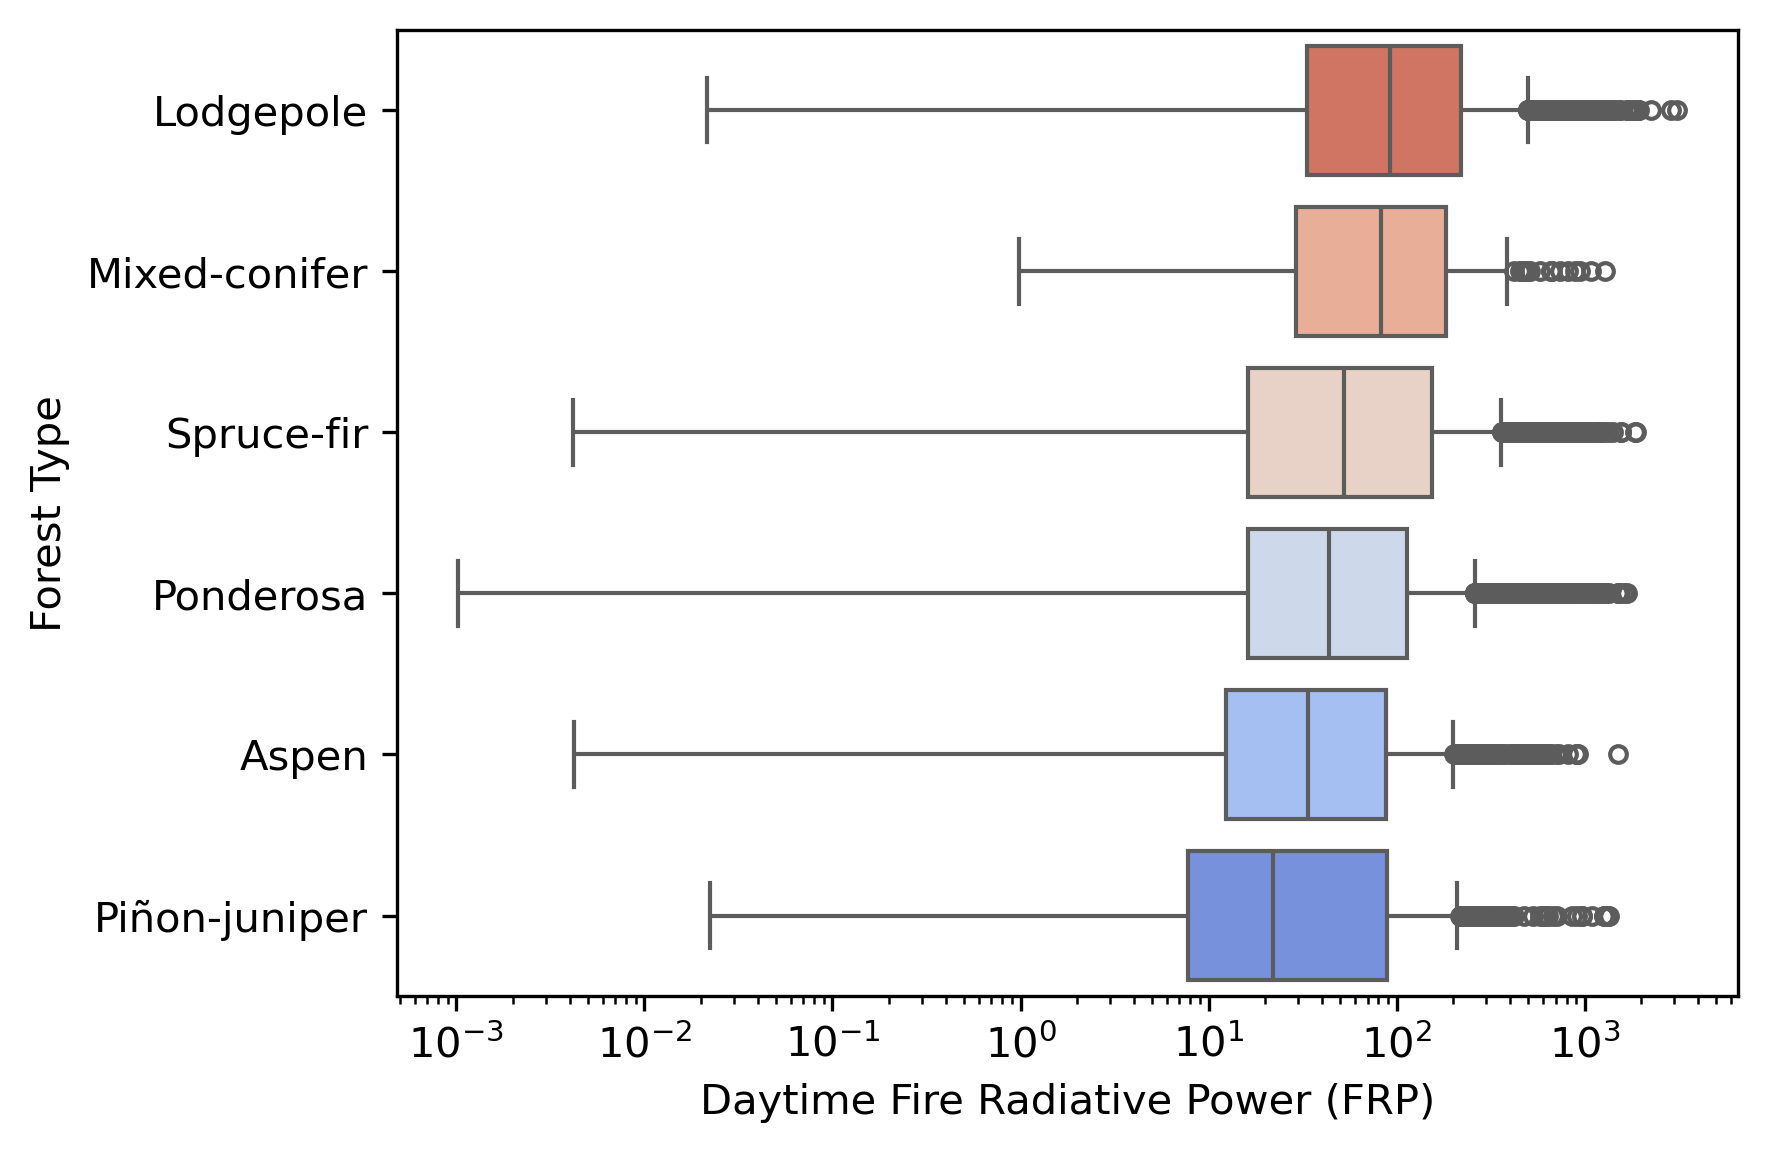 Lodgepole
Mixed-conifer
Spruce-fir
Ponderosa
Aspen
Piñon-juniper
Forest Type
10⁻³ 10⁻² 10⁻¹ 10⁰ 10¹ 10² 10³
Daytime Fire Radiative Power (FRP)